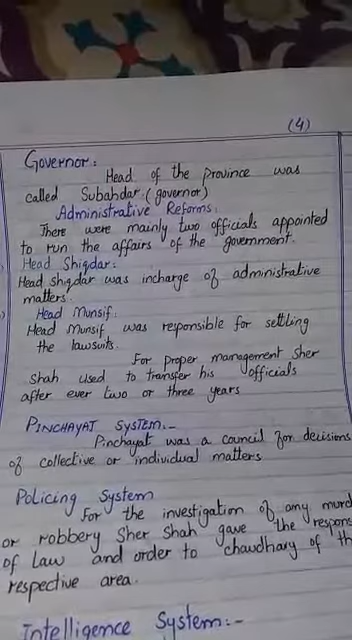 (4)
Governor:
Head of the province was
called Subahdar. (governor)
Administrative Reforms.
There were mainly two officials appointed
to run the affairs of the government.
Head Shiqdar:
Head shiqdar was incharge of administrative
matters.
Head Munsif.
Head Munsif was responsible for settling
the lawsuits.
For proper management Sher
Shah used to transfer his officials
after ever two or three years
PINCHAYAT SYSTEM:-
Pinchayat was a council for decisions
of collective or individual matters
Policing System
For the investigation of any murd
or robbery Sher Shah gave the respons
of Law and order to chaudhary of th
respective area.
Intelligence System:-